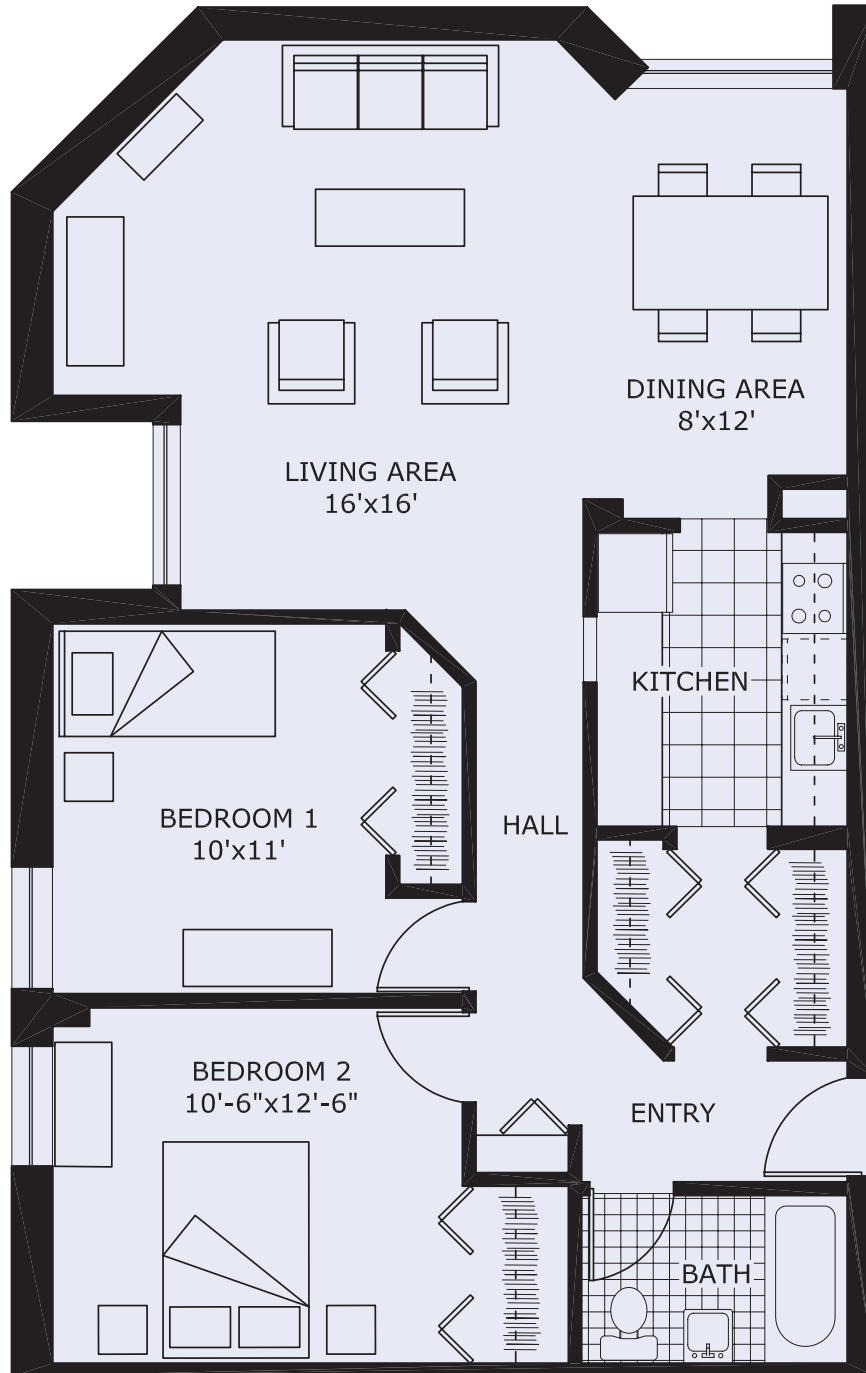 DINING AREA
8'x12'
LIVING AREA
16'x16'
KITCHEN
BEDROOM 1
10'x11'
HALL
BEDROOM 2
10'-6"x12'-6"
ENTRY
BATH